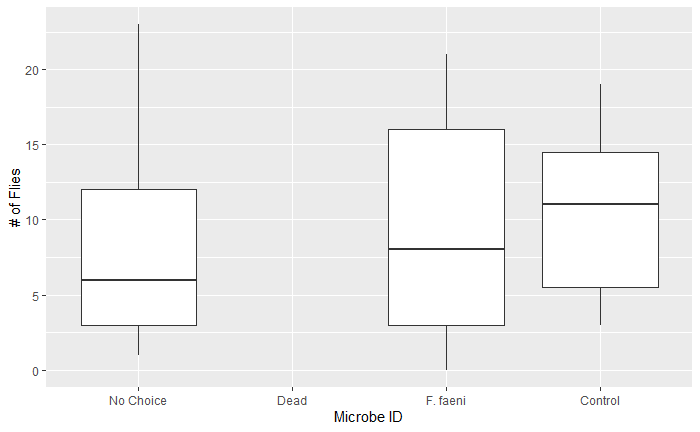 # of Flies
20
15
10
5
0
No Choice Dead F. faeni Control
Microbe ID